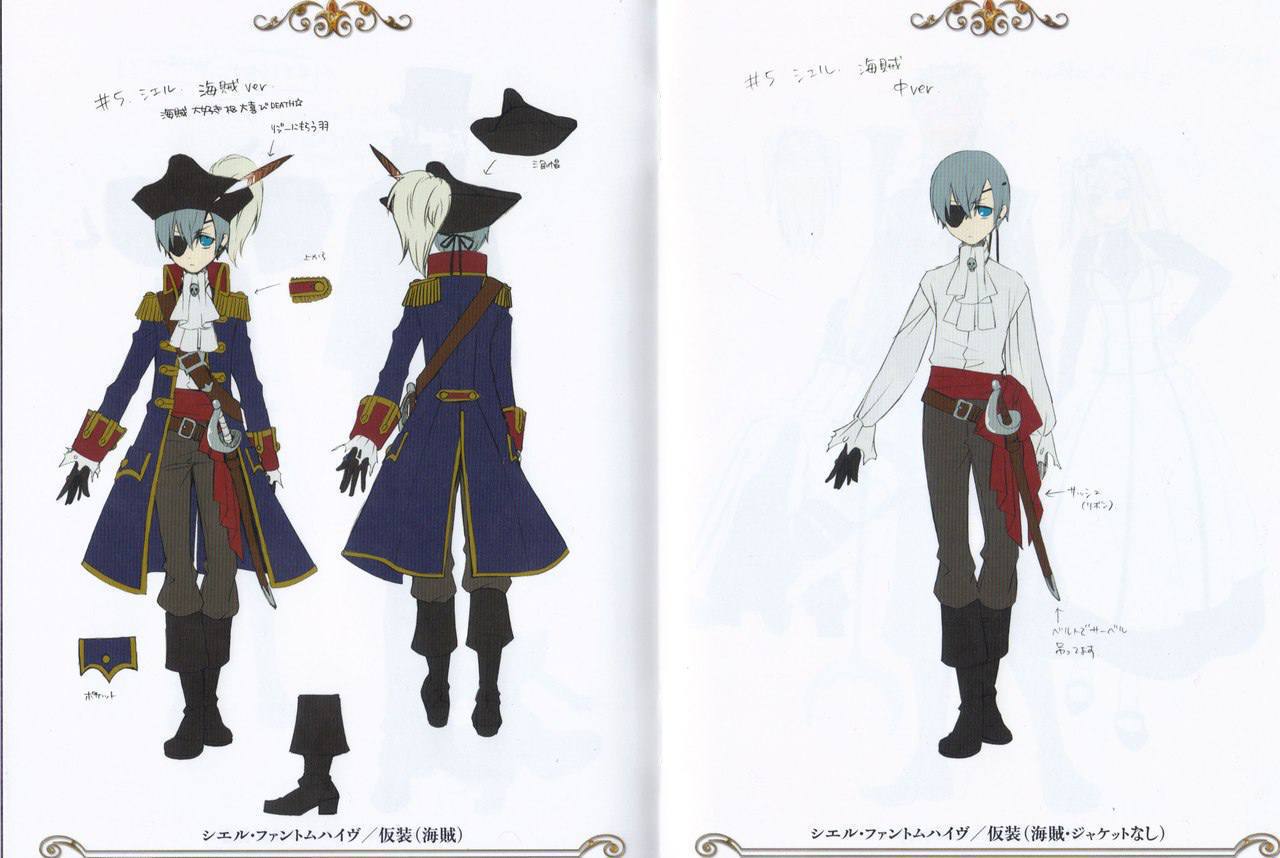 #5. シエル. 海賊 ver.
海賊 大好き 枢 大喜び DEATH☆
リジーにもらう羽
三角帽
上から
ポケット
シエル・ファントムハイヴ／仮装（海賊）
#5 シエル. 海賊
中ver
サッシュ
（リボン）
ベルトでサーベル
吊ってます
シエル・ファントムハイヴ／仮装（海賊・ジャケットなし）